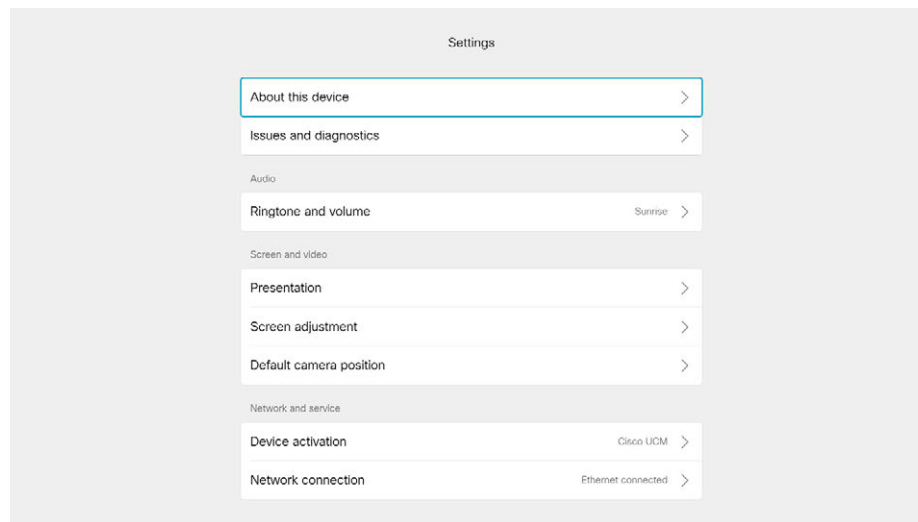 Settings
About this device
Issues and diagnostics
Audio
Ringtone and volume Sunrise
Screen and video
Presentation
Screen adjustment
Default camera position
Network and service
Device activation Cisco UCM
Network connection Ethernet connected